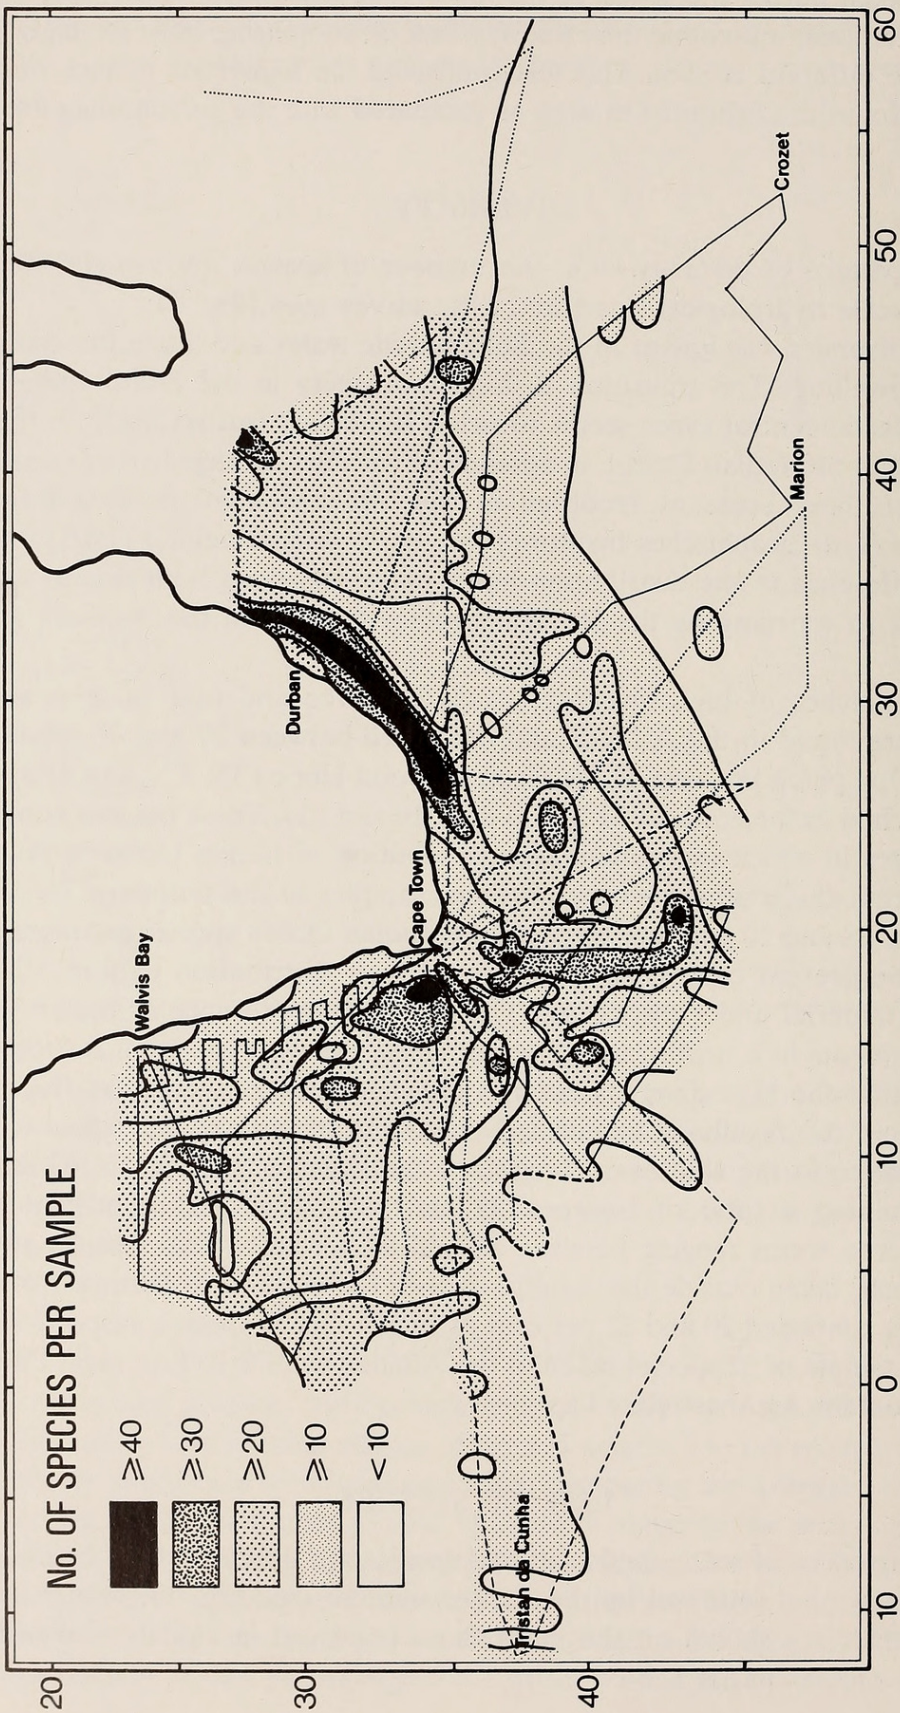 No. OF SPECIES PER SAMPLE
≥40
≥30
≥20
≥10
<10
Walvis Bay
Cape Town
Durban
Tristan da Cunha
Marion
Crozet
20
30
40
10
0
10
20
30
40
50
60